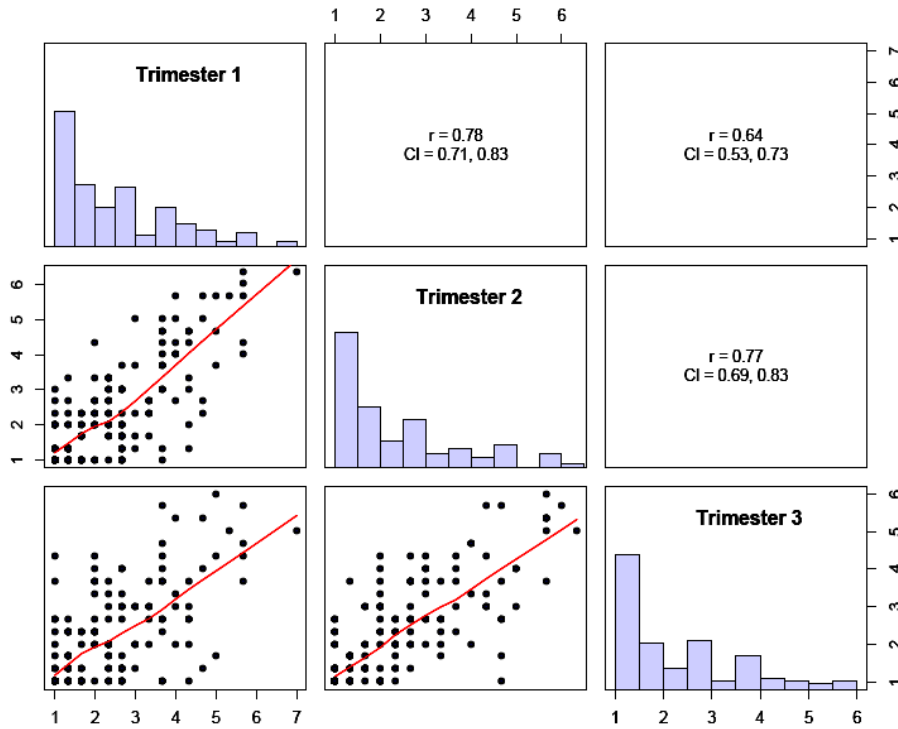 1 2 3 4 5 6
Trimester 1
r = 0.78
CI = 0.71, 0.83
r = 0.64
CI = 0.53, 0.73
7
6
5
4
3
2
1
6
5
4
3
2
1
Trimester 2
r = 0.77
CI = 0.69, 0.83
Trimester 3
6
5
4
3
2
1
1 2 3 4 5 6 7
1 2 3 4 5 6